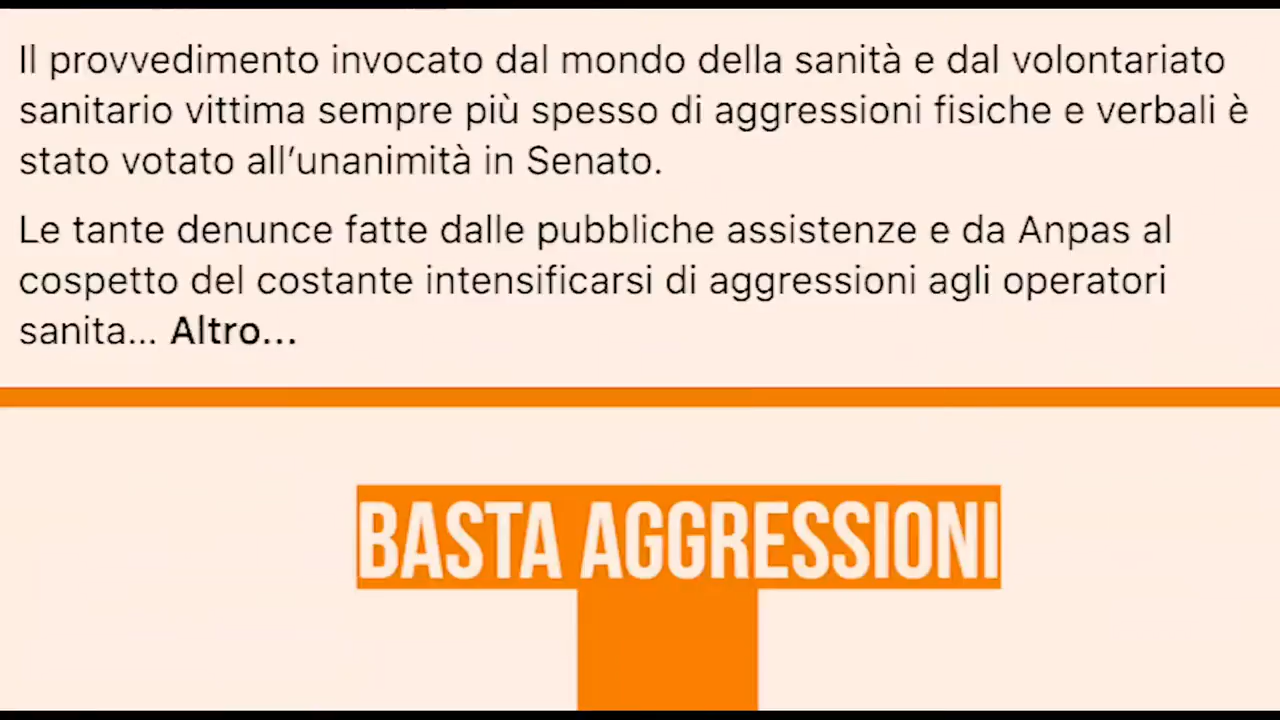 Il provvedimento invocato dal mondo della sanità e dal volontariato
sanitario vittima sempre più spesso di aggressioni fisiche e verbali è
stato votato all’unanimità in Senato.
Le tante denunce fatte dalle pubbliche assistenze e da Anpas al
cospetto del costante intensificarsi di aggressioni agli operatori
sanita... Altro...
BASTA AGGRESSIONI